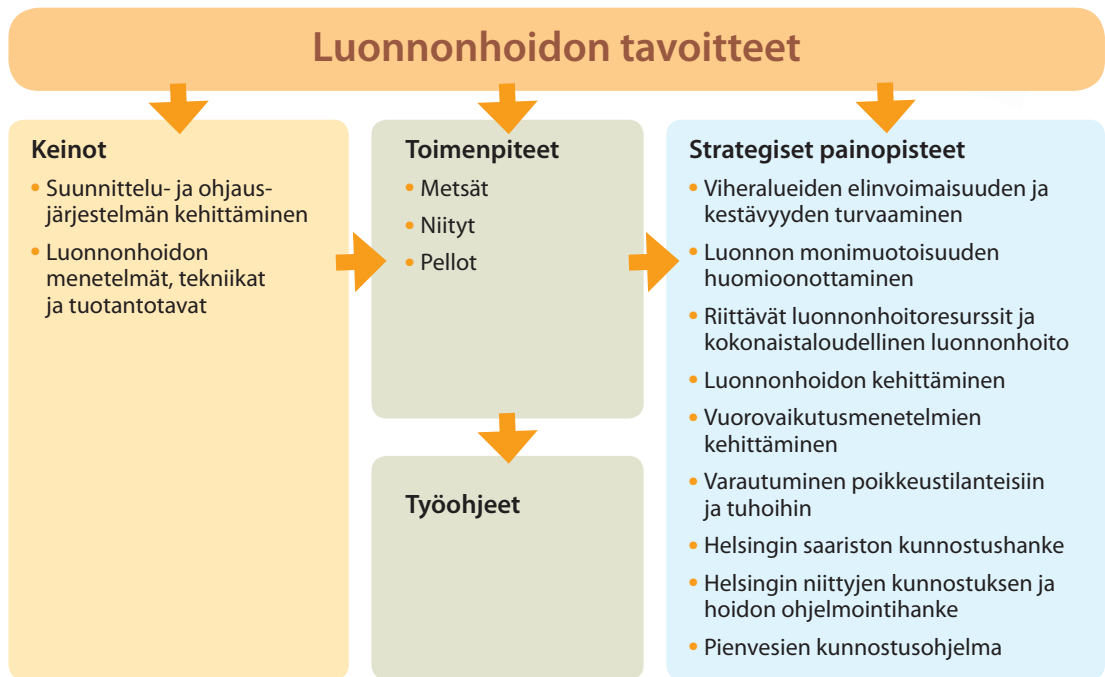 Luonnonhoidon tavoitteet
Keinot
• Suunnittelu- ja ohjaus-
järjestelmän kehittäminen
• Luonnonhoidon
menetelmät, tekniikat
ja tuotantotavat
Toimenpiteet
• Metsät
• Niityt
• Pellot
Työohjeet
Strategiset painopisteet
• Viheralueiden elinvoimaisuuden ja
kestävyyden turvaaminen
• Luonnon monimuotoisuuden
huomioonottaminen
• Riittävät luonnonhoitoresurssit ja
kokonaistaloudellinen luonnonhoito
• Luonnonhoidon kehittäminen
• Vuorovaikutusmenetelmien
kehittäminen
• Varautuminen poikkeustilanteisiin
ja tuhoihin
• Helsingin saariston kunnostushanke
• Helsingin niittyjen kunnostuksen ja
hoidon ohjelmointihanke
• Pienvesien kunnostusohjelma